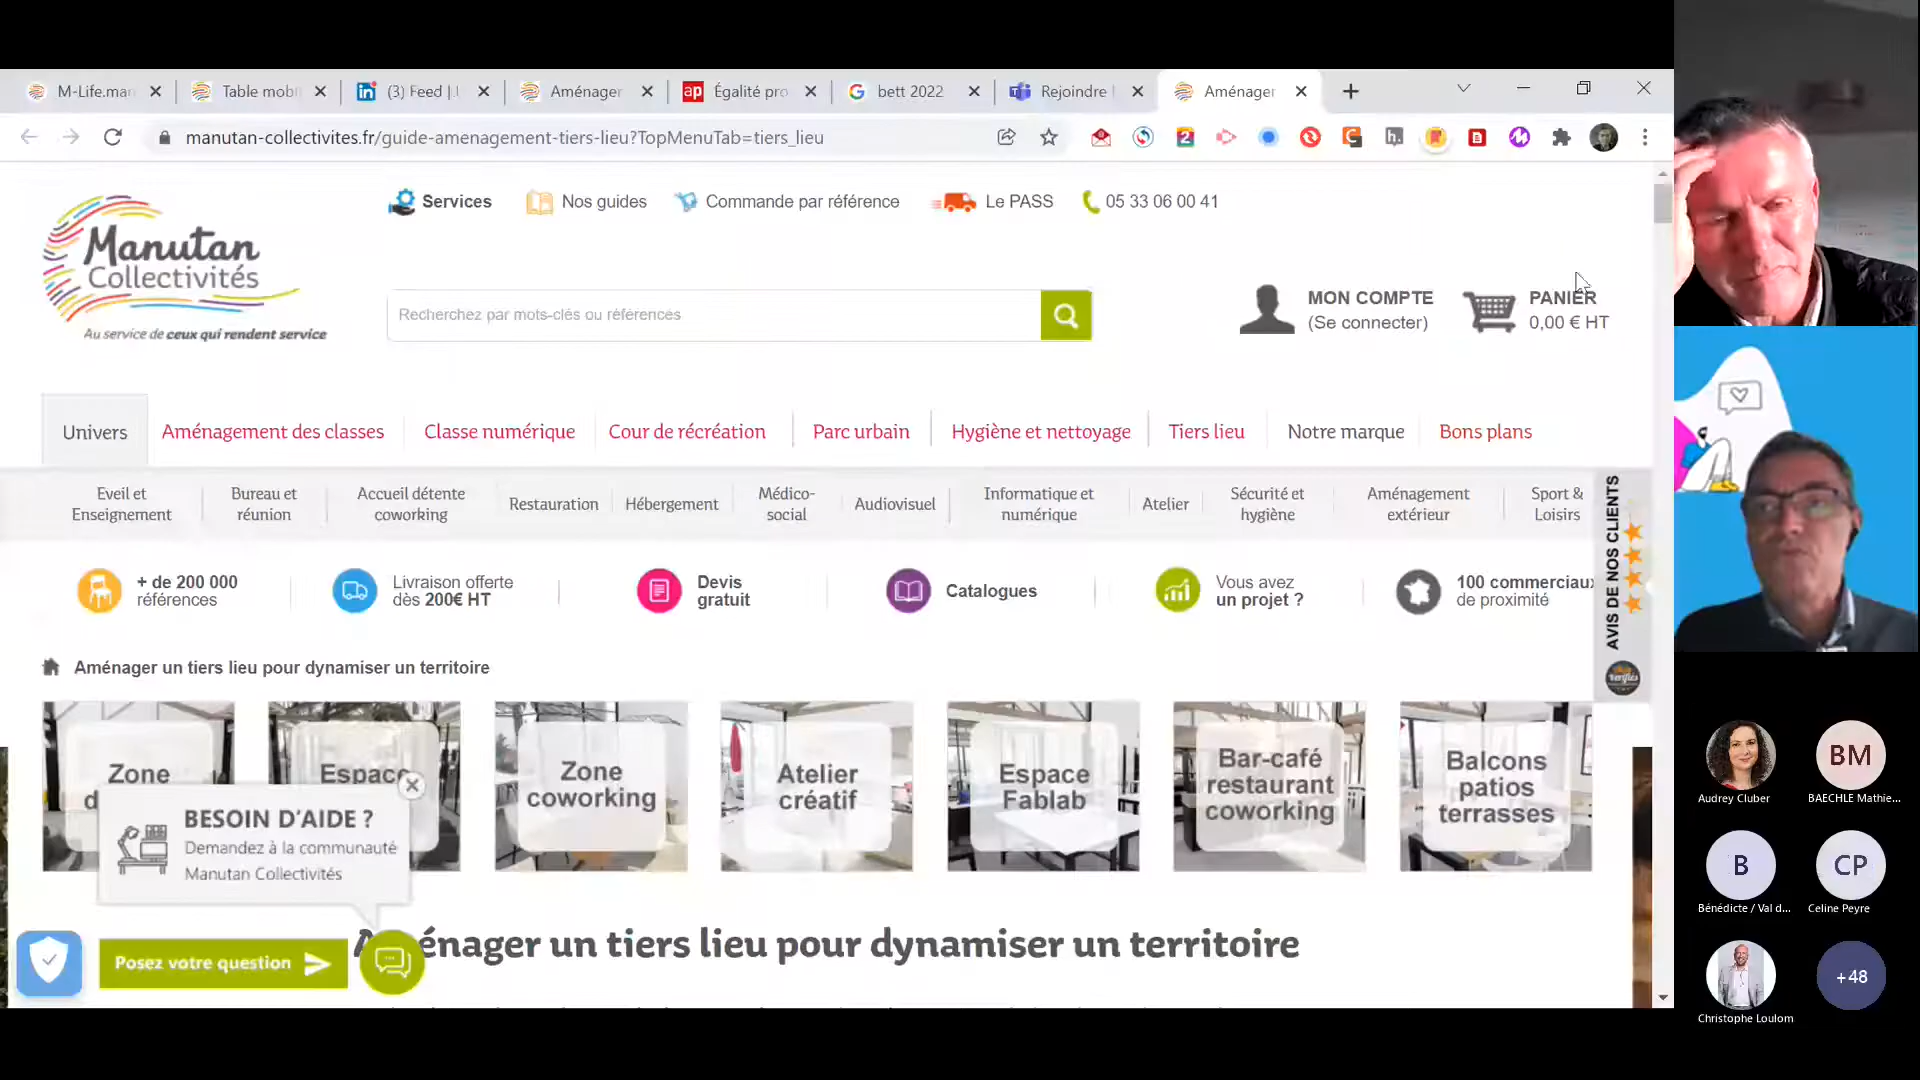 M-Life.mar
Table mobi
(3) Feed | L
Aménager
Égalité pro
bett 2022
Rejoindre l
Aménager
manutan-collectivites.fr/guide-amenagement-tiers-lieu?TopMenuTab=tiers_lieu
Services
Nos guides
Commande par référence
Le PASS
05 33 06 00 41
Manutan
Collectivités
Au service de ceux qui rendent service
Recherchez par mots-clés ou références
MON COMPTE
(Se connecter)
PANIER
0,00 € HT
Univers
Aménagement des classes
Classe numérique
Cour de récréation
Parc urbain
Hygiène et nettoyage
Tiers lieu
Notre marque
Bons plans
Eveil et
Enseignement
Bureau et
réunion
Accueil détente
coworking
Restauration
Hébergement
Médico-
social
Audiovisuel
Informatique et
numérique
Atelier
Sécurité et
hygiène
Aménagement
extérieur
Sport &
Loisirs
AVIS DE NOS CLIENTS
+ de 200 000
références
Livraison offerte
dès 200€ HT
Devis
gratuit
Catalogues
Vous avez
un projet ?
100 commerciaux
de proximité
Aménager un tiers lieu pour dynamiser un territoire
Zone
d
Espace
Zone
coworking
Atelier
créatif
Espace
Fablab
Bar-café
restaurant
coworking
Balcons
patios
terrasses
BESOIN D'AIDE ?
Demandez à la communauté
Manutan Collectivités
Posez votre question
Aménager un tiers lieu pour dynamiser un territoire
Audrey Cluber
BM
BAECHLE Mathie...
B
Bénédicte / Val d...
CP
Celine Peyre
Christophe Loulom
+48